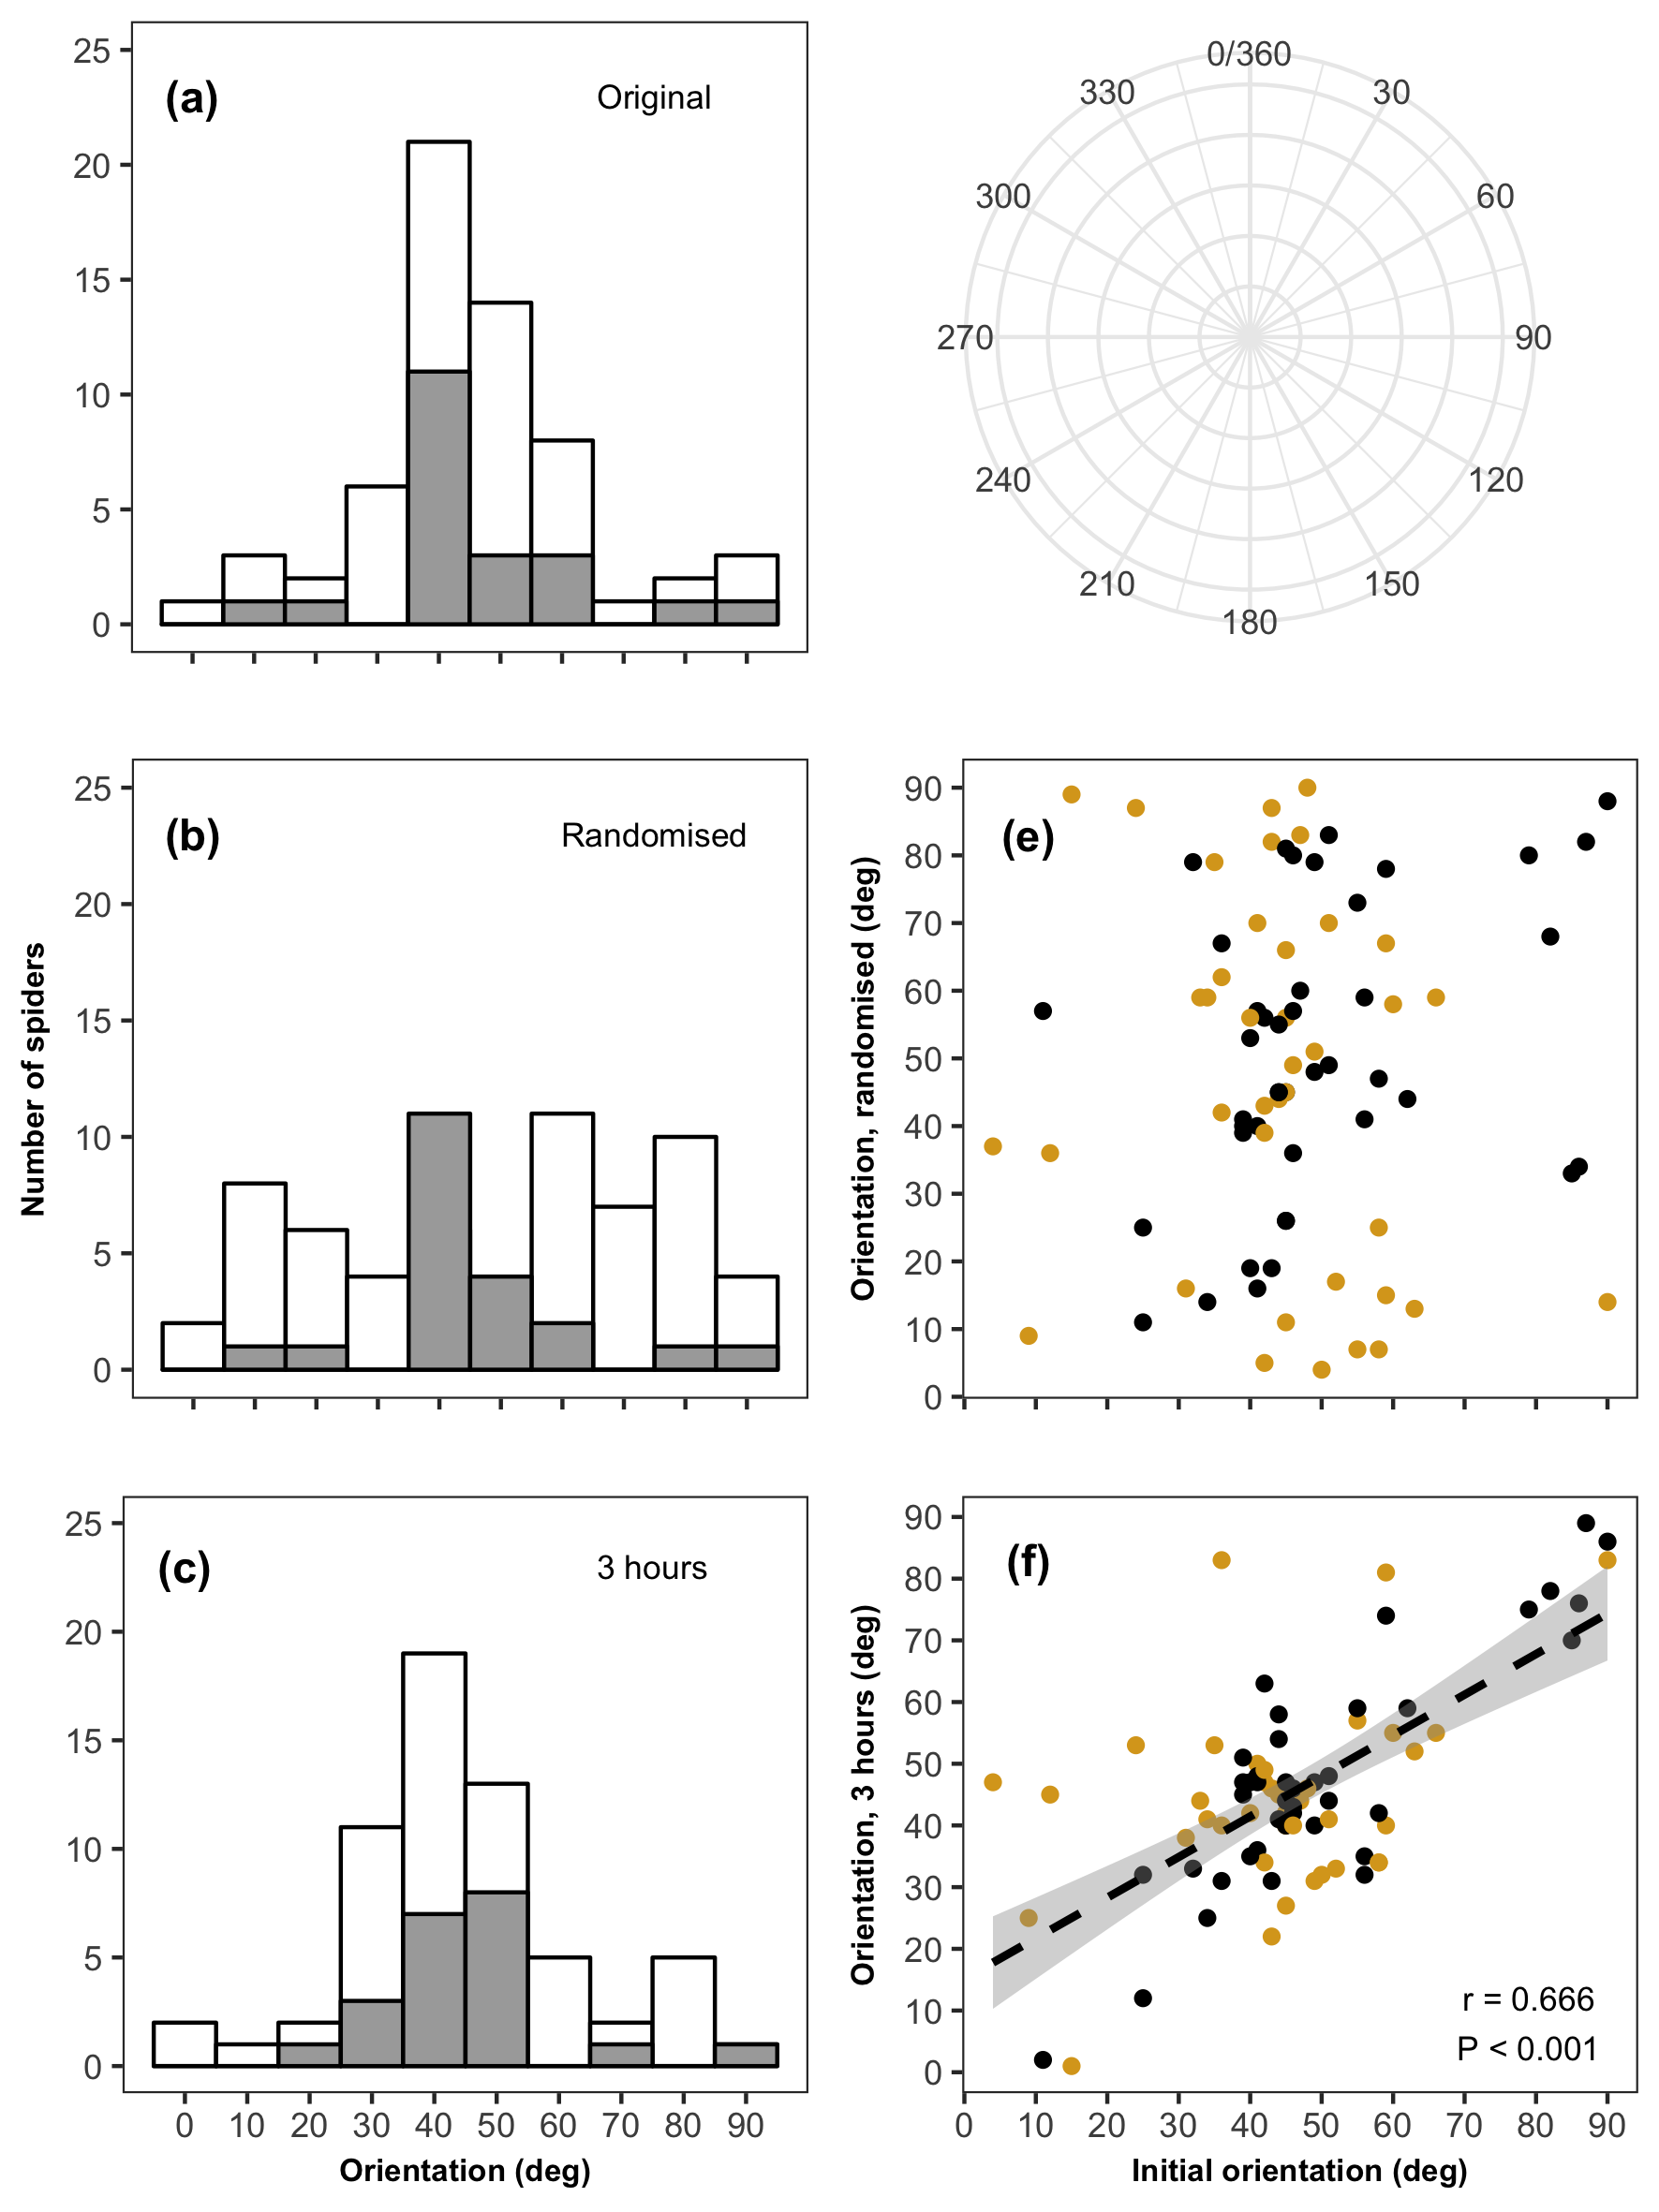 25
20
15
10
5
0
(a)
Original
0/360
30
60
90
120
150
180
210
240
270
300
330
Number of spiders
25
20
15
10
5
0
(b)
Randomised
Orientation, randomised (deg)
90
80
70
60
50
40
30
20
10
0
(e)
25
20
15
10
5
0
(c)
3 hours
0 10 20 30 40 50 60 70 80 90
Orientation (deg)
Orientation, 3 hours (deg)
90
80
70
60
50
40
30
20
10
0
(f)
r = 0.666
P < 0.001
0 10 20 30 40 50 60 70 80 90
Initial orientation (deg)